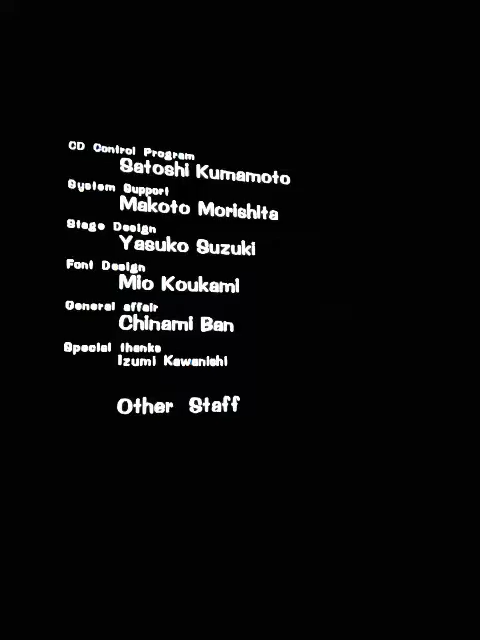 CD Control Program
Satoshi Kumamoto
System Support
Makoto Morishita
Stage Design
Yasuko Suzuki
Font Design
Mio Koukami
General affair
Chinami Ban
Special thanks
Izumi Kawanishi
Other Staff